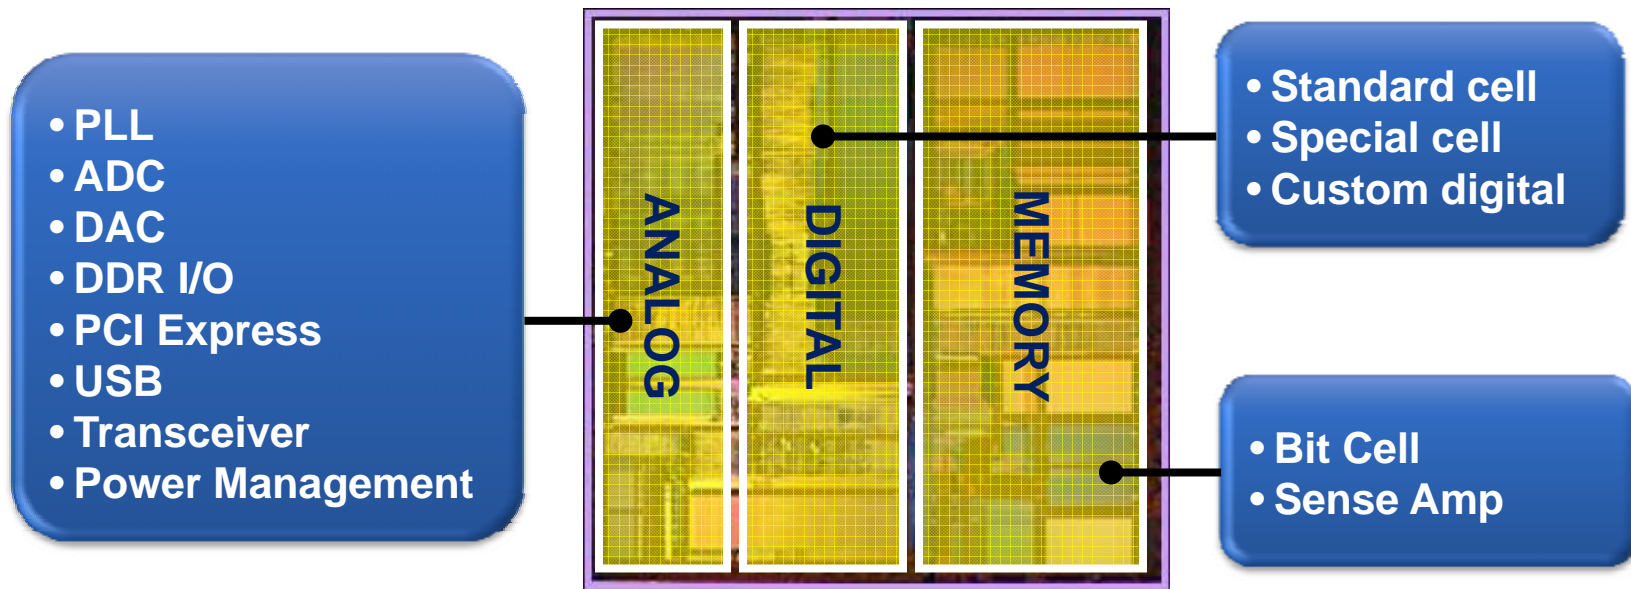 • PLL
• ADC
• DAC
• DDR I/O
• PCI Express
• USB
• Transceiver
• Power Management
ANALOG
DIGITAL
MEMORY
• Standard cell
• Special cell
• Custom digital
• Bit Cell
• Sense Amp